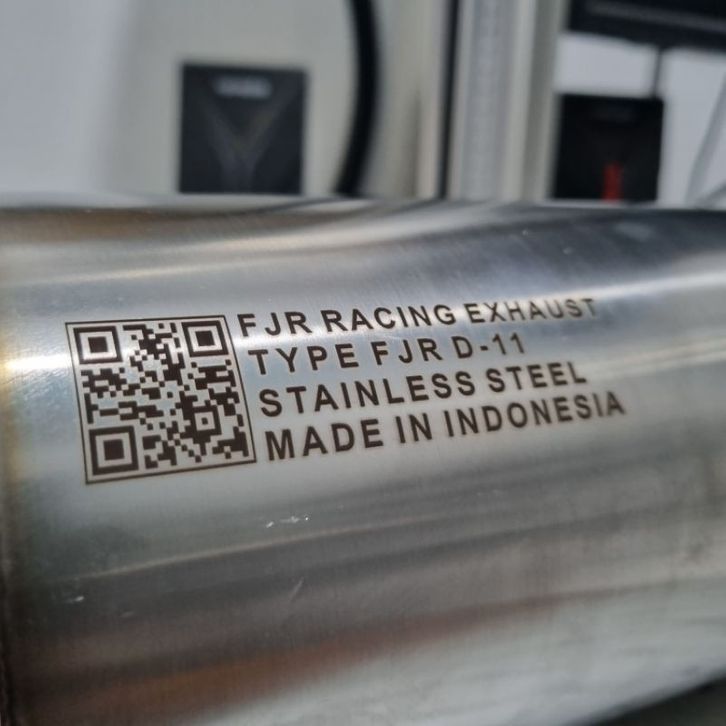 FJR RACING EXHAUST
TYPE FJR D-11
STAINLESS STEEL
MADE IN INDONESIA